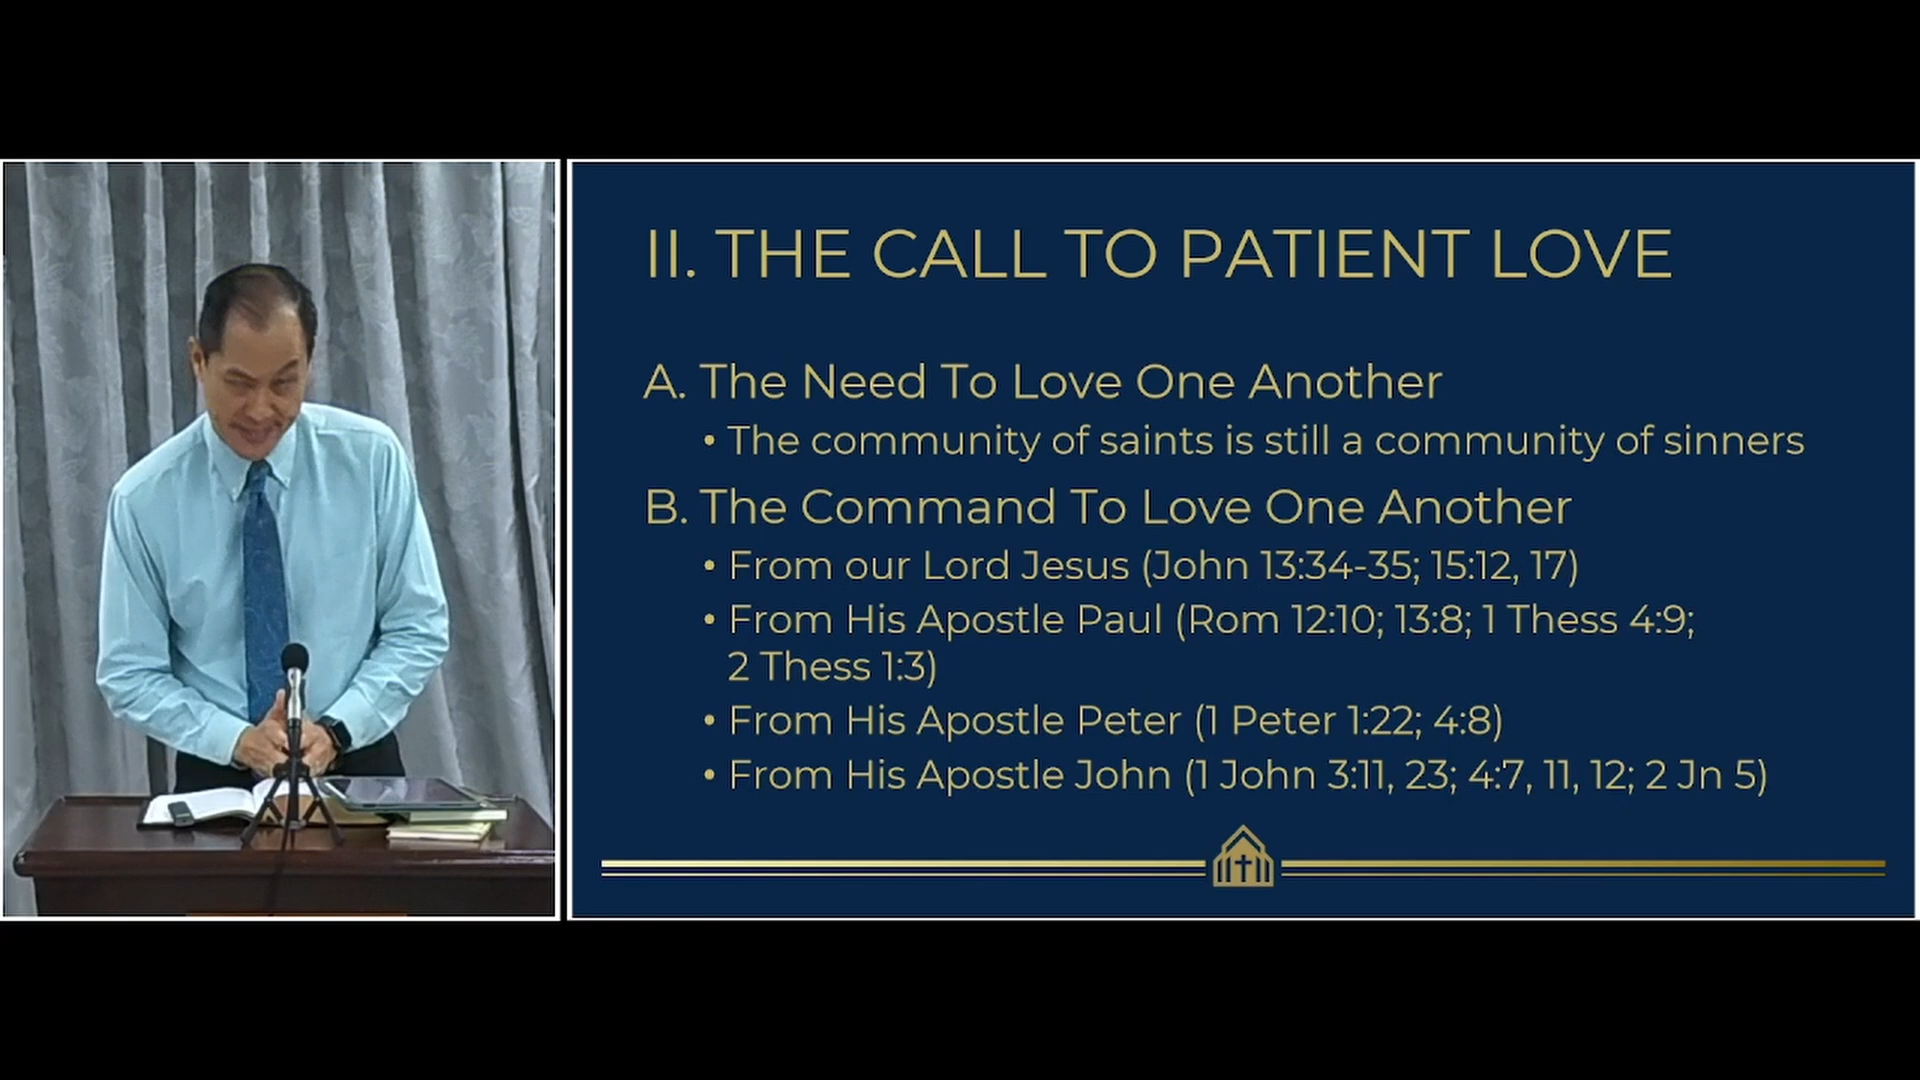 II. THE CALL TO PATIENT LOVE
A. The Need To Love One Another
• The community of saints is still a community of sinners
B. The Command To Love One Another
• From our Lord Jesus (John 13:34-35; 15:12, 17)
• From His Apostle Paul (Rom 12:10; 13:8; 1 Thess 4:9;
2 Thess 1:3)
• From His Apostle Peter (1 Peter 1:22; 4:8)
• From His Apostle John (1 John 3:11, 23; 4:7, 11, 12; 2 Jn 5)